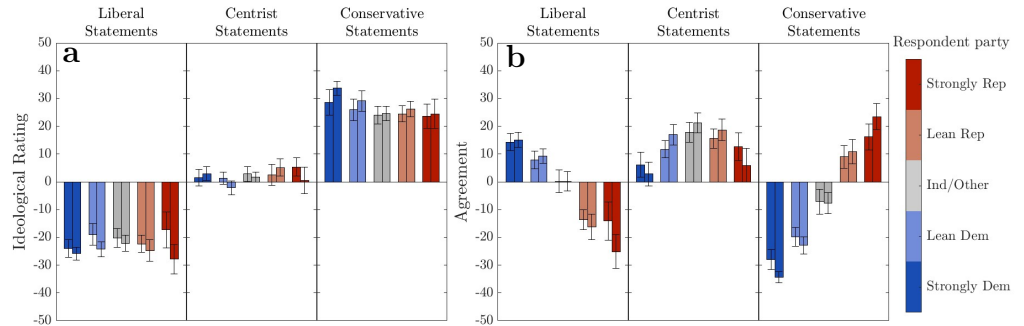 Liberal
Statements
Centrist
Statements
Conservative
Statements
a
Ideological Rating
50
40
30
20
10
0
-10
-20
-30
-40
-50
Liberal
Statements
Centrist
Statements
Conservative
Statements
b
Agreement
50
40
30
20
10
0
-10
-20
-30
-40
-50
Respondent party
Strongly Rep
Lean Rep
Ind/Other
Lean Dem
Strongly Dem